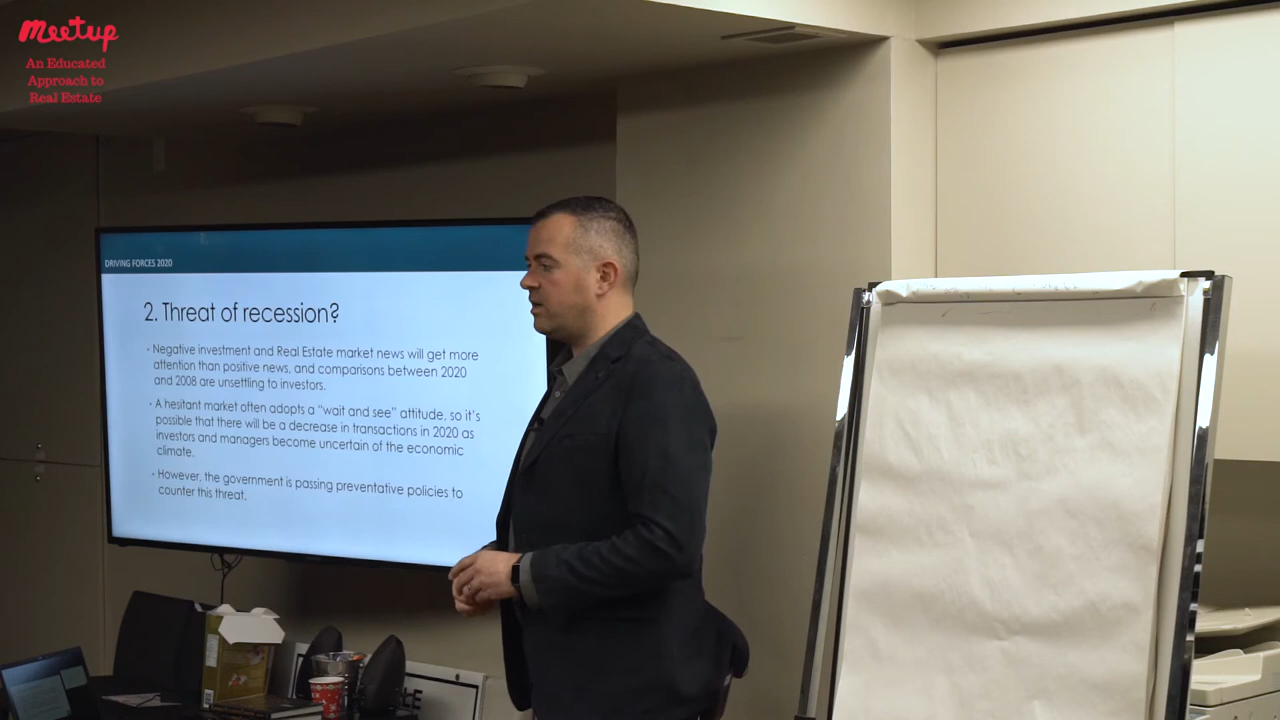 meetup
An Educated
Approach to
Real Estate
DRIVING FORCES 2020
2. Threat of recession?
• Negative investment and Real Estate market news will get more
attention than positive news, and comparisons between 2020
and 2008 are unsettling to investors.
• A hesitant market often adopts a “wait and see” attitude, so it’s
possible that there will be a decrease in transactions in 2020 as
investors and managers become uncertain of the economic
climate.
• However, the government is passing preventative policies to
counter this threat.